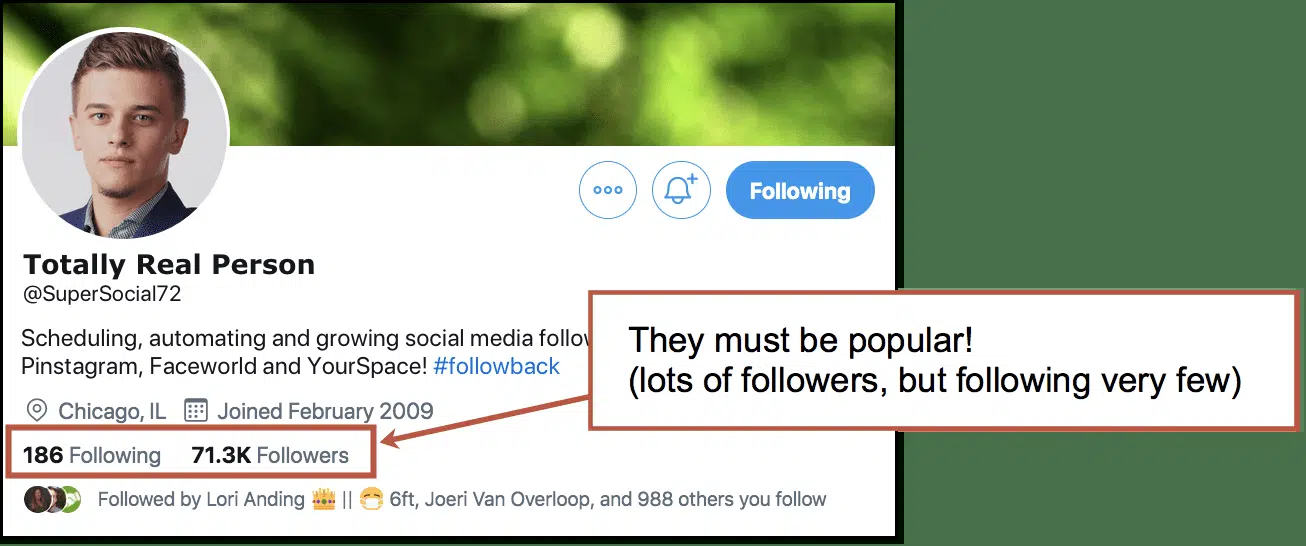 Following
Totally Real Person
@SuperSocial72
Scheduling, automating and growing social media follow
Pinstagram, Faceworld and YourSpace! #followback
Chicago, IL Joined February 2009
186 Following 71.3K Followers
Followed by Lori Anding 👑 || 😷 6ft, Joeri Van Overloop, and 988 others you follow
They must be popular!
(lots of followers, but following very few)